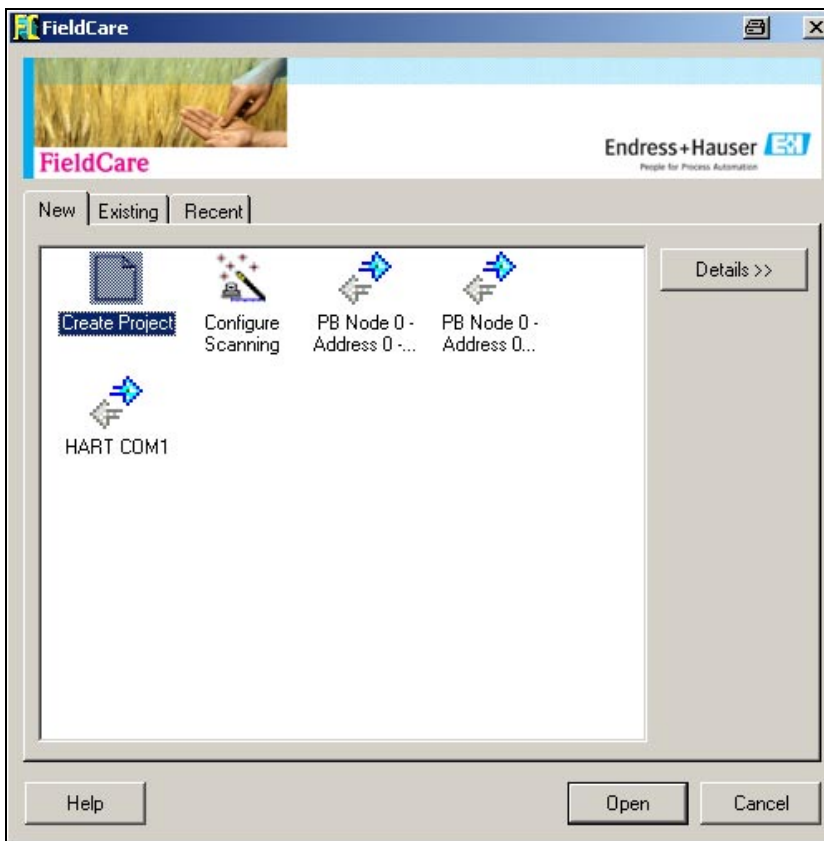 FieldCare
FieldCare
Endress+Hauser EH
People for Process Automation
New Existing Recent
Create Project
Configure Scanning
PB Node 0 - Address 0 -...
PB Node 0 - Address 0...
Details >>
HART COM1
Help Open Cancel